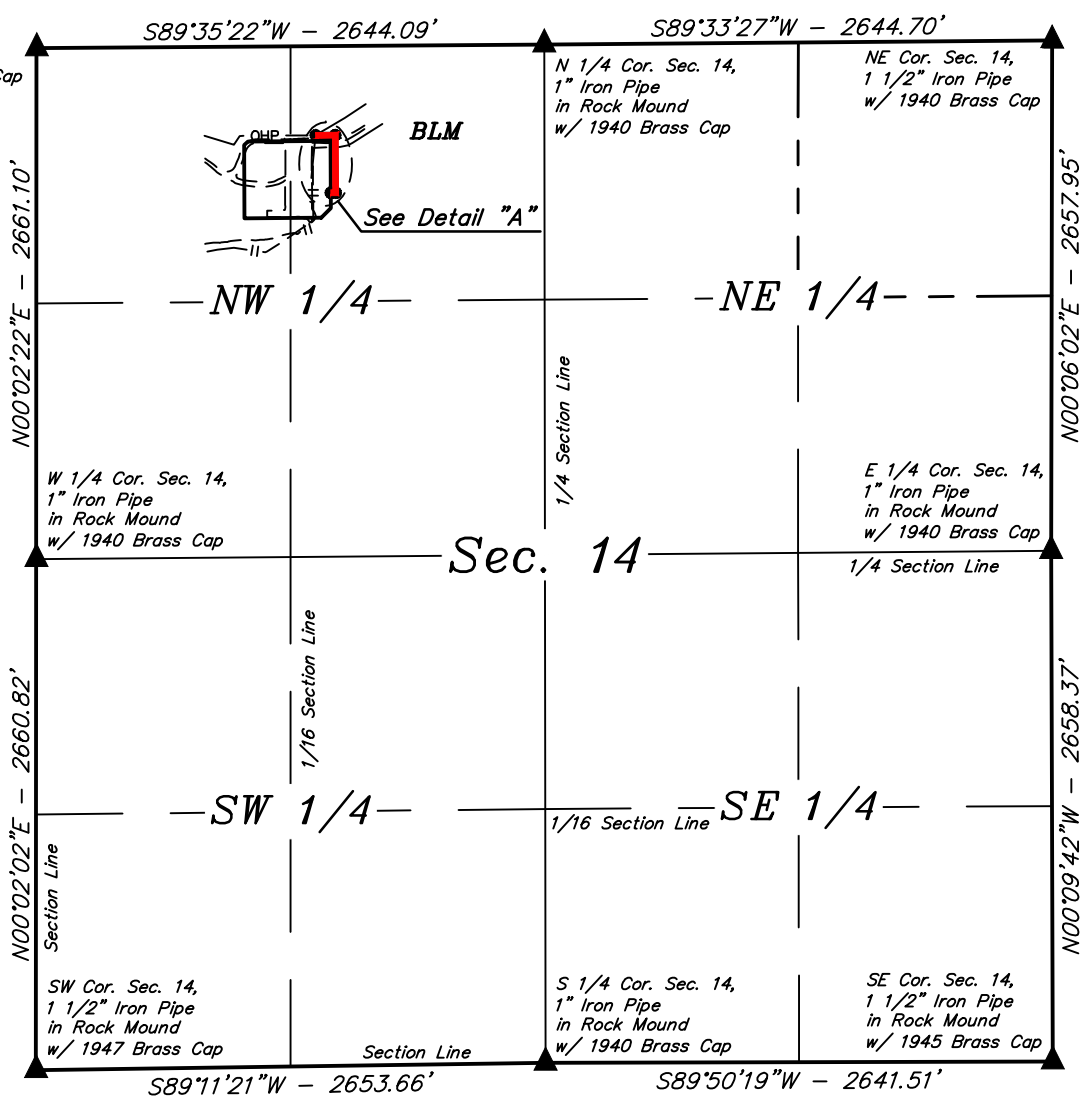 S89°35'22"W - 2644.09'
S89°33'27"W - 2644.70'
Cap
N 1/4 Cor. Sec. 14,
1" Iron Pipe
in Rock Mound
w/ 1940 Brass Cap
NE Cor. Sec. 14,
1 1/2" Iron Pipe
w/ 1940 Brass Cap
OHP
BLM
See Detail "A"
N00°02'22"E - 2661.10'
N00°06'02"E - 2657.95'
NW 1/4
NE 1/4
1/4 Section Line
W 1/4 Cor. Sec. 14,
1" Iron Pipe
in Rock Mound
w/ 1940 Brass Cap
E 1/4 Cor. Sec. 14,
1" Iron Pipe
in Rock Mound
w/ 1940 Brass Cap
Sec. 14
1/4 Section Line
1/16 Section Line
N00°02'02"E - 2660.82'
N00°09'42"W - 2658.37'
SW 1/4
SE 1/4
1/16 Section Line
Section Line
SW Cor. Sec. 14,
1 1/2" Iron Pipe
in Rock Mound
w/ 1947 Brass Cap
S 1/4 Cor. Sec. 14,
1" Iron Pipe
in Rock Mound
w/ 1940 Brass Cap
SE Cor. Sec. 14,
1 1/2" Iron Pipe
in Rock Mound
w/ 1945 Brass Cap
Section Line
S89°11'21"W - 2653.66'
S89°50'19"W - 2641.51'